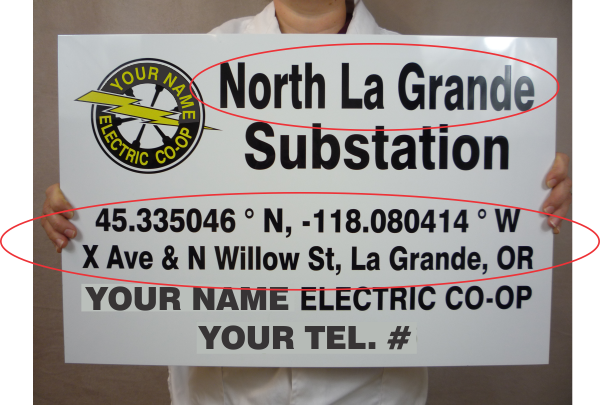 YOUR NAME
ELECTRIC CO-OP
North La Grande
Substation
45.335046 ° N, -118.080414 ° W
X Ave & N Willow St, La Grande, OR
YOUR NAME ELECTRIC CO-OP
YOUR TEL. #